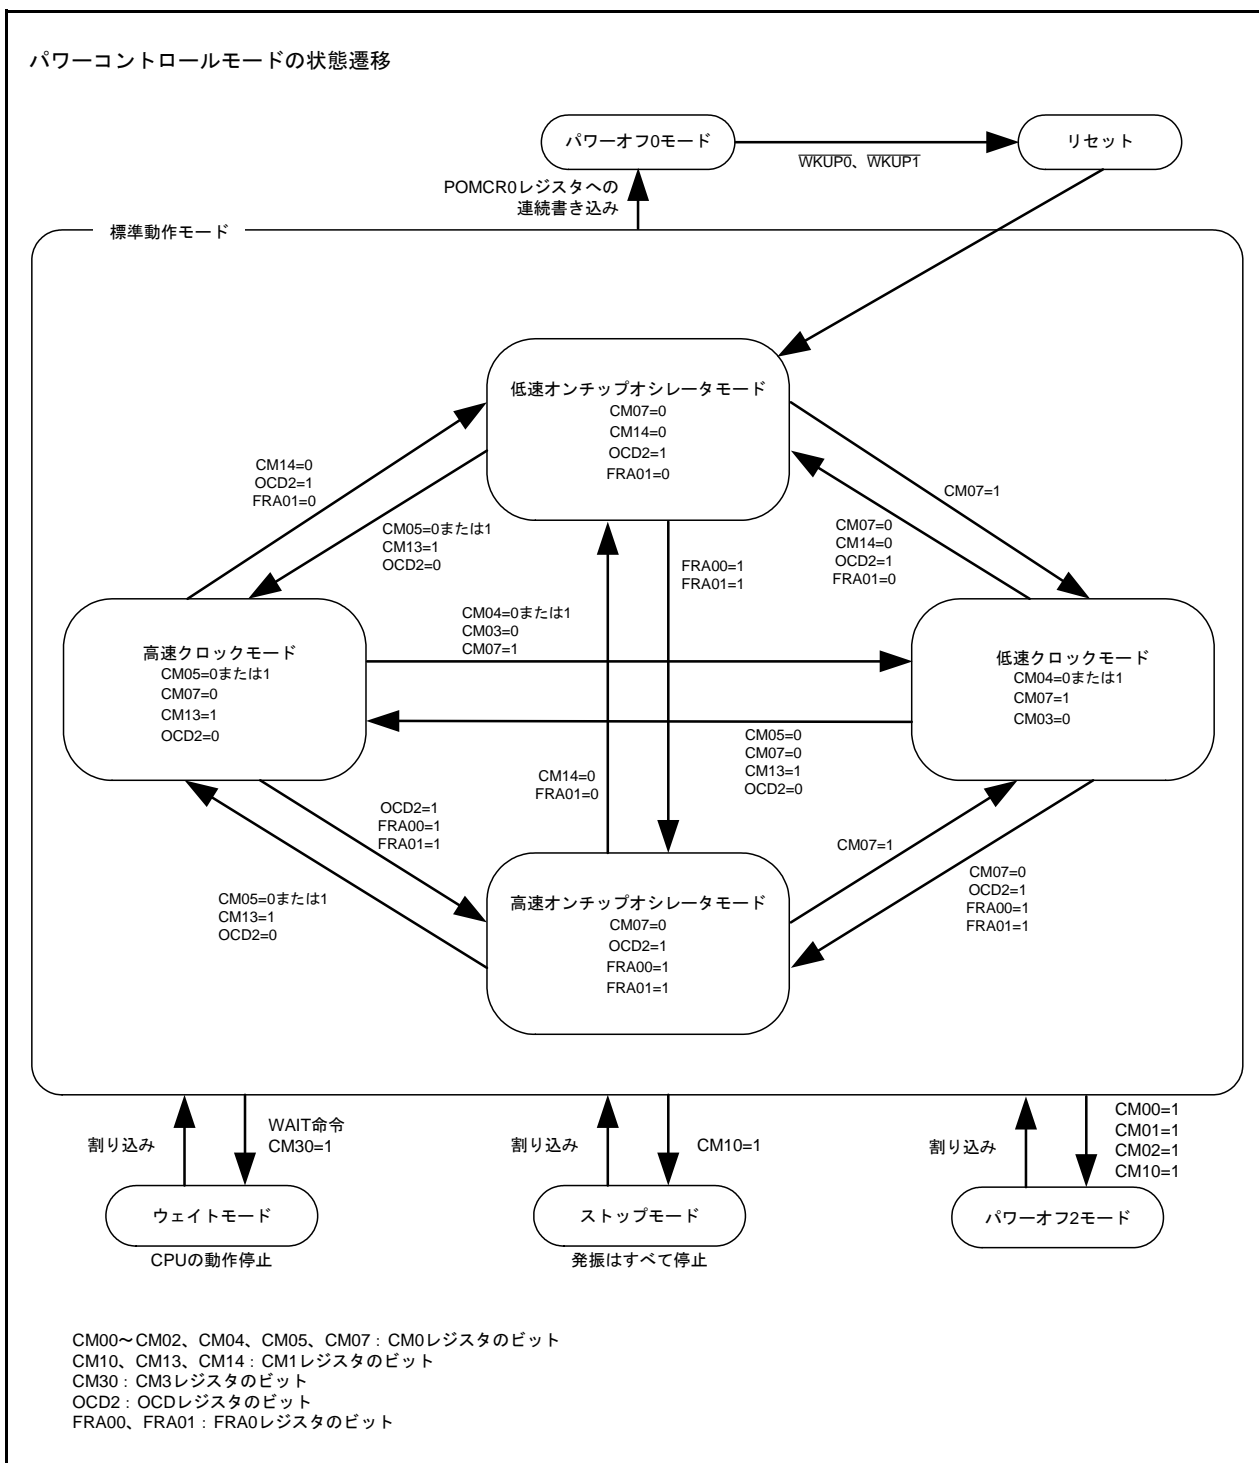 パワーコントロールモードの状態遷移
パワーオフ0モード
WKUP0、WKUP1
リセット
POMCR0レジスタへの
連続書き込み
標準動作モード
低速オンチップオシレータモード
CM07=0
CM14=0
OCD2=1
FRA01=0
CM14=0
OCD2=1
FRA01=0
CM05=0または1
CM13=1
OCD2=0
FRA00=1
FRA01=1
CM07=0
CM14=0
OCD2=1
FRA01=0
CM07=1
高速クロックモード
CM05=0または1
CM07=0
CM13=1
OCD2=0
CM04=0または1
CM03=0
CM07=1
低速クロックモード
CM04=0または1
CM07=1
CM03=0
CM05=0
CM07=0
CM13=1
OCD2=0
CM14=0
FRA01=0
OCD2=1
FRA00=1
FRA01=1
CM05=0または1
CM13=1
OCD2=0
高速オンチップオシレータモード
CM07=0
OCD2=1
FRA00=1
FRA01=1
CM07=1
CM07=0
OCD2=1
FRA00=1
FRA01=1
割り込み
WAIT命令
CM30=1
割り込み
CM10=1
割り込み
CM00=1
CM01=1
CM02=1
CM10=1
ウェイトモード
CPUの動作停止
ストップモード
発振はすべて停止
パワーオフ2モード
CM00～CM02、CM04、CM05、CM07：CM0レジスタのビット
CM10、CM13、CM14：CM1レジスタのビット
CM30：CM3レジスタのビット
OCD2：OCDレジスタのビット
FRA00、FRA01：FRA0レジスタのビット